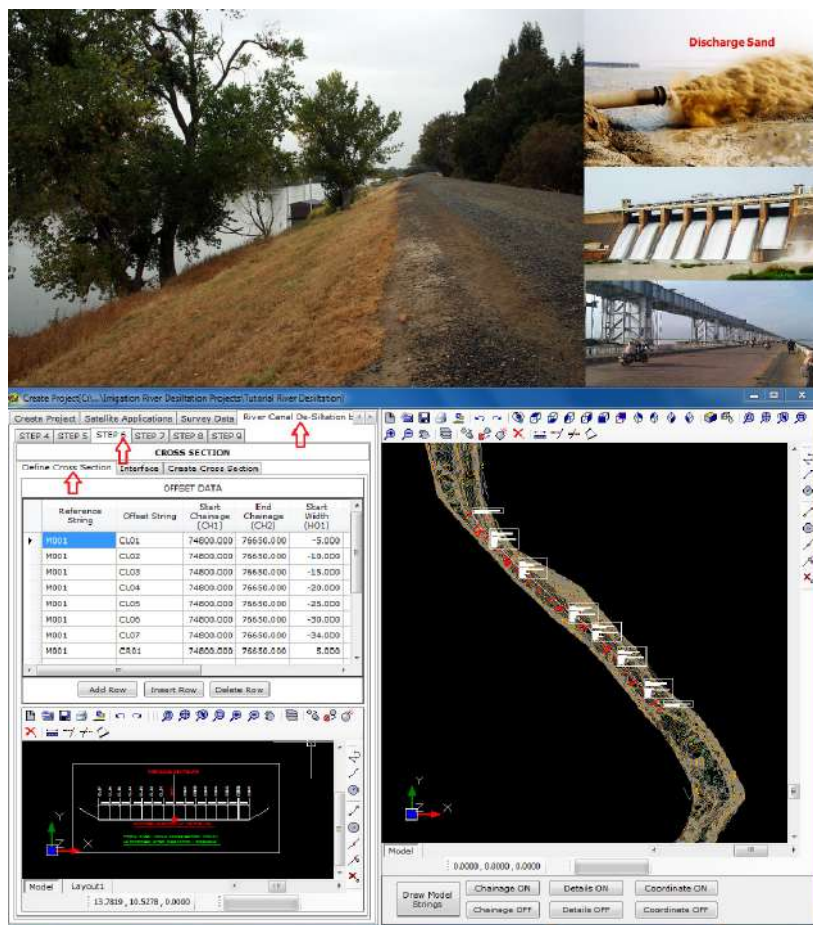 Discharge Sand
Create Project[C:\...\Irrigation River Desiltation Projects\Tutorial River Desiltation]
Create Project Satellite Applications Survey Data River Canal De-Siltation b
STEP 4 STEP 5 STEP 6 STEP 7 STEP 8 STEP 9
CROSS SECTION
Define Cross Section Interface Create Cross Section
OFFSET DATA
Reference String Offset String Start Chainage (CH1) End Chainage (CH2) Start Width (HO1)
M001 CL01 74800.000 76650.000 -5.000
M001 CL02 74800.000 76650.000 -10.000
M001 CL03 74800.000 76650.000 -15.000
M001 CL04 74800.000 76650.000 -20.000
M001 CL05 74800.000 76650.000 -25.000
M001 CL06 74800.000 76650.000 -30.000
M001 CL07 74800.000 76650.000 -34.000
M001 CR01 74800.000 76650.000 5.000
Add Row Insert Row Delete Row
Y
Z X
Model Layout1
13.7819 , 10.5278 , 0.0000
Y
Z X
Model
0.0000 , 0.0000 , 0.0000
Draw Model Strings
Chainage ON Details ON Coordinate ON
Chainage OFF Details OFF Coordinate OFF